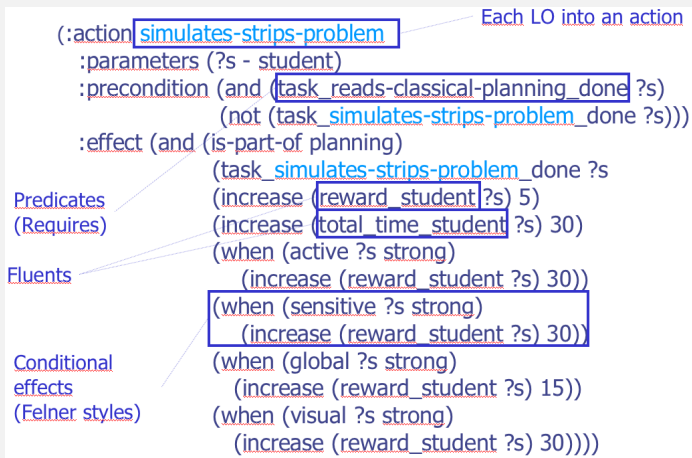 Each LO into an action
(:action simulates-strips-problem
:parameters (?s - student)
:precondition (and (task_reads-classical-planning_done ?s)
(not (task_simulates-strips-problem_done ?s)))
:effect (and (is-part-of planning)
(task_simulates-strips-problem_done ?s
Predicates
(Requires)
(increase (reward_student ?s) 5)
(increase (total_time_student ?s) 30)
Fluents
(when (active ?s strong)
(increase (reward_student ?s) 30))
(when (sensitive ?s strong)
(increase (reward_student ?s) 30))
Conditional
effects
(Felner styles)
(when (global ?s strong)
(increase (reward_student ?s) 15))
(when (visual ?s strong)
(increase (reward_student ?s) 30))))